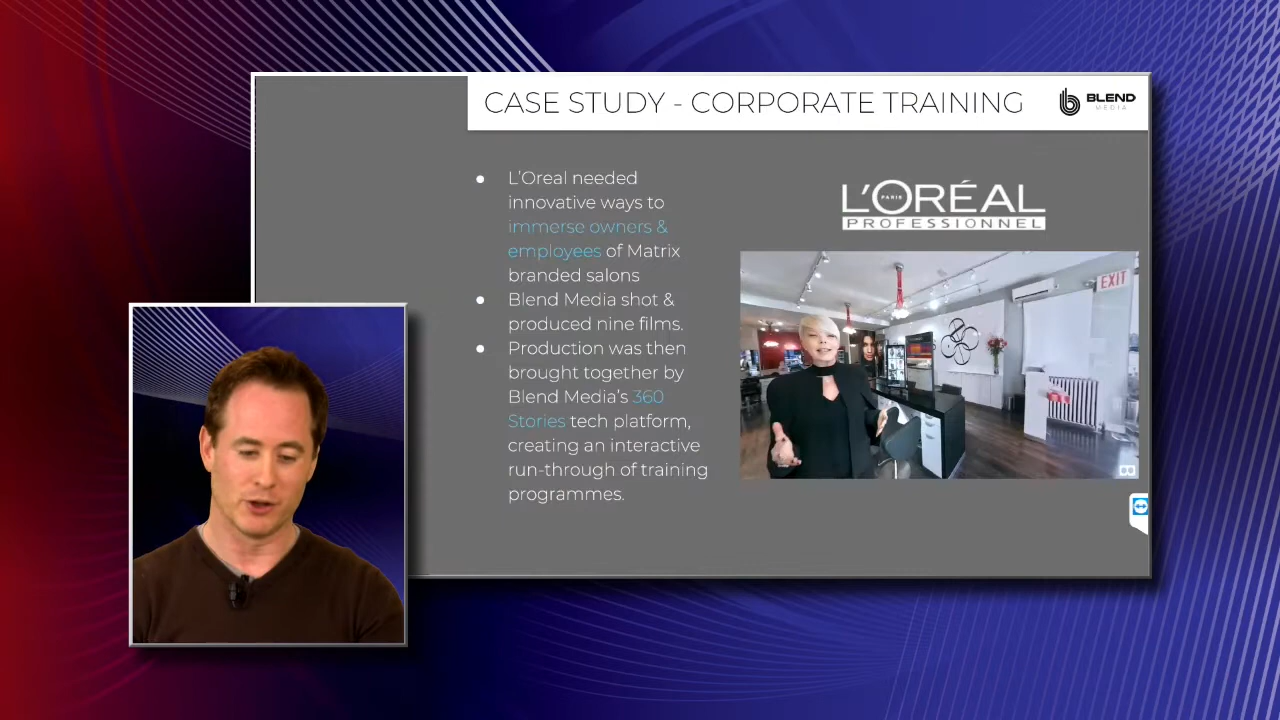 CASE STUDY - CORPORATE TRAINING
BLEND
MEDIA
● L'Oreal needed
innovative ways to
immerse owners &
employees of Matrix
branded salons
● Blend Media shot &
produced nine films.
● Production was then
brought together by
Blend Media's 360
Stories tech platform,
creating an interactive
run-through of training
programmes.
L'ORÉAL
PARIS
PROFESSIONNEL
EXIT